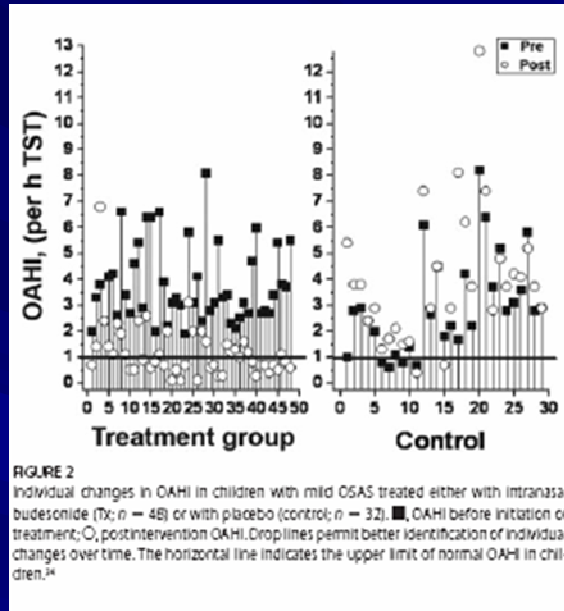 13
12
11
10
9
8
7
6
5
4
3
2
1
0
OAHI, (per h TST)
0 5 10 15 20 25 30 35 40 45 50
Treatment group
12
11
10
9
8
7
6
5
4
3
2
1
0
0 5 10 15 20 25 30
Control
Pre
Post
FIGURE 2
Individual changes in OAHI in children with mild OSAS treated either with intranasa
budesonide (Tx; n = 48) or with placebo (control; n = 32). ■, OAHI before initiation o
treatment; ○, postintervention OAHI. Drop lines permit better identification of individua
changes over time. The horizontal line indicates the upper limit of normal OAHI in chil-
dren.